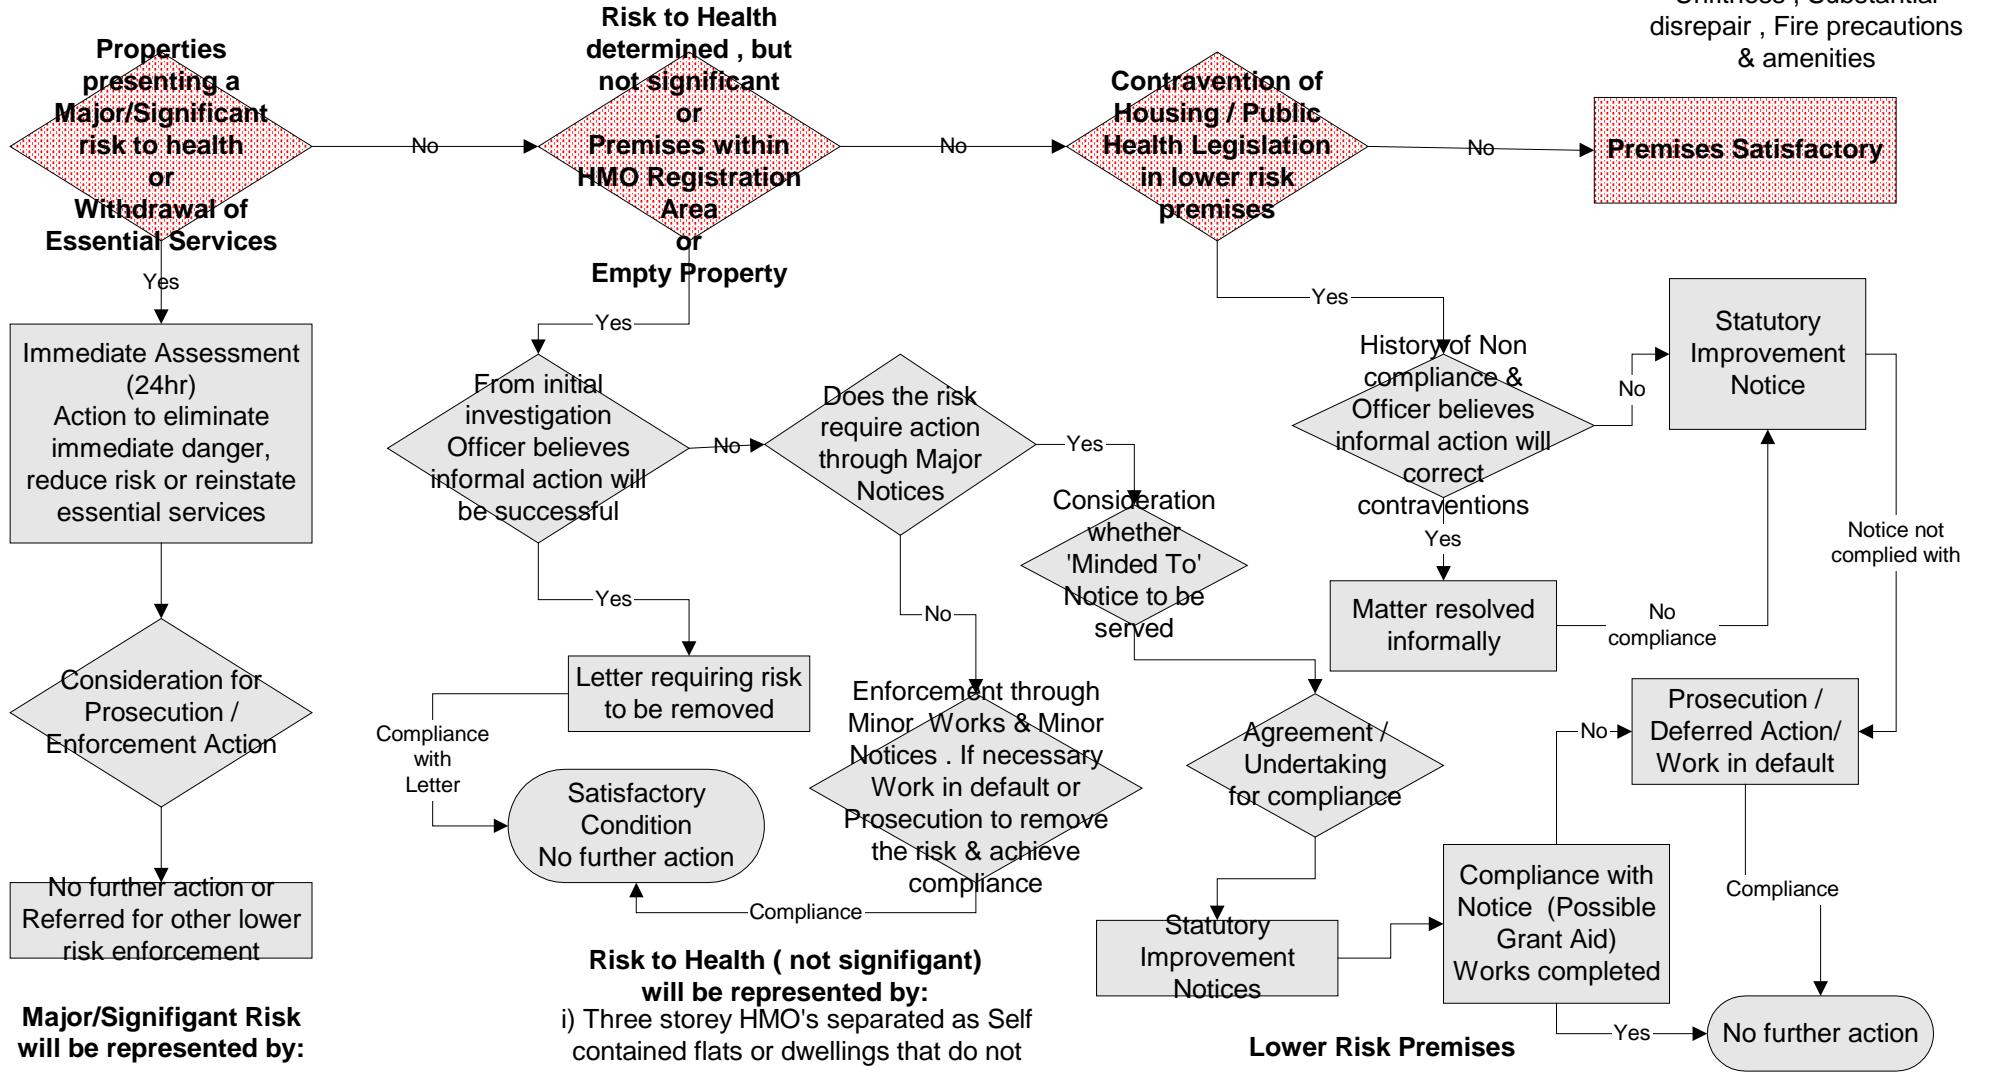 Unfitness , Substantial
disrepair , Fire precautions
& amenities
Properties
presenting a
Major/Significant
risk to health
or
Withdrawal of
Essential Services
No
Risk to Health
determined , but
not significant
or
Premises within
HMO Registration
Area
or
Empty Property
No
Contravention of
Housing / Public
Health Legislation
in lower risk
premises
No
Premises Satisfactory
Yes
Immediate Assessment
(24hr)
Action to eliminate
immediate danger,
reduce risk or reinstate
essential services
Consideration for
Prosecution /
Enforcement Action
No further action or
Referred for other lower
risk enforcement
Major/Signifigant Risk
will be represented by:
Yes
From initial
investigation
Officer believes
informal action will
be successful
No
Does the risk
require action
through Major
Notices
Yes
Consideration
whether
'Minded To'
Notice to be
served
Yes
Letter requiring risk
to be removed
Compliance
with
Letter
Satisfactory
Condition
No further action
No
Enforcement through
Minor Works & Minor
Notices . If necessary
Work in default or
Prosecution to remove
the risk & achieve
compliance
Compliance
Risk to Health ( not signifigant)
will be represented by:
i) Three storey HMO's separated as Self
contained flats or dwellings that do not
Agreement /
Undertaking
for compliance
Statutory
Improvement
Notices
Yes
History of Non
compliance &
Officer believes
informal action will
correct
contraventions
No
Statutory
Improvement
Notice
Yes
Matter resolved
informally
No
compliance
Notice not
complied with
No
Prosecution /
Deferred Action/
Work in default
Compliance with
Notice (Possible
Grant Aid)
Works completed
Compliance
Yes
No further action
Lower Risk Premises